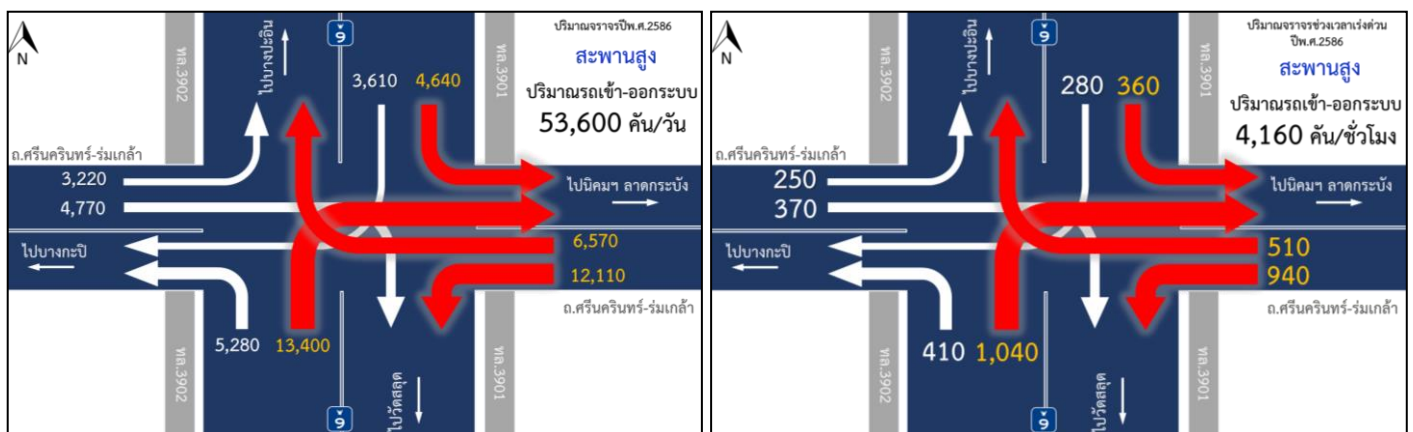 N
ทล.3902
ไปบางปะอิน
9
3,610
4,640
ปริมาณจราจรปีพ.ศ.2586
สะพานสูง
ปริมาณรถเข้า-ออกระบบ
53,600 คัน/วัน
ทล.3901
ถ.ศรีนครินทร์-ร่มเกล้า
3,220
4,770
ไปนิคมฯ ลาดกระบัง
ไปบางกะปิ
6,570
12,110
ถ.ศรีนครินทร์-ร่มเกล้า
5,280
13,400
ทล.3902
9
ไปวัดสลุด
ทล.3901
N
ทล.3902
ไปบางปะอิน
9
280
360
ปริมาณจราจรช่วงเวลาเร่งด่วน
ปีพ.ศ.2586
สะพานสูง
ปริมาณรถเข้า-ออกระบบ
4,160 คัน/ชั่วโมง
ทล.3901
ถ.ศรีนครินทร์-ร่มเกล้า
250
370
ไปนิคมฯ ลาดกระบัง
ไปบางกะปิ
510
940
ถ.ศรีนครินทร์-ร่มเกล้า
410
1,040
ทล.3902
9
ไปวัดสลุด
ทล.3901